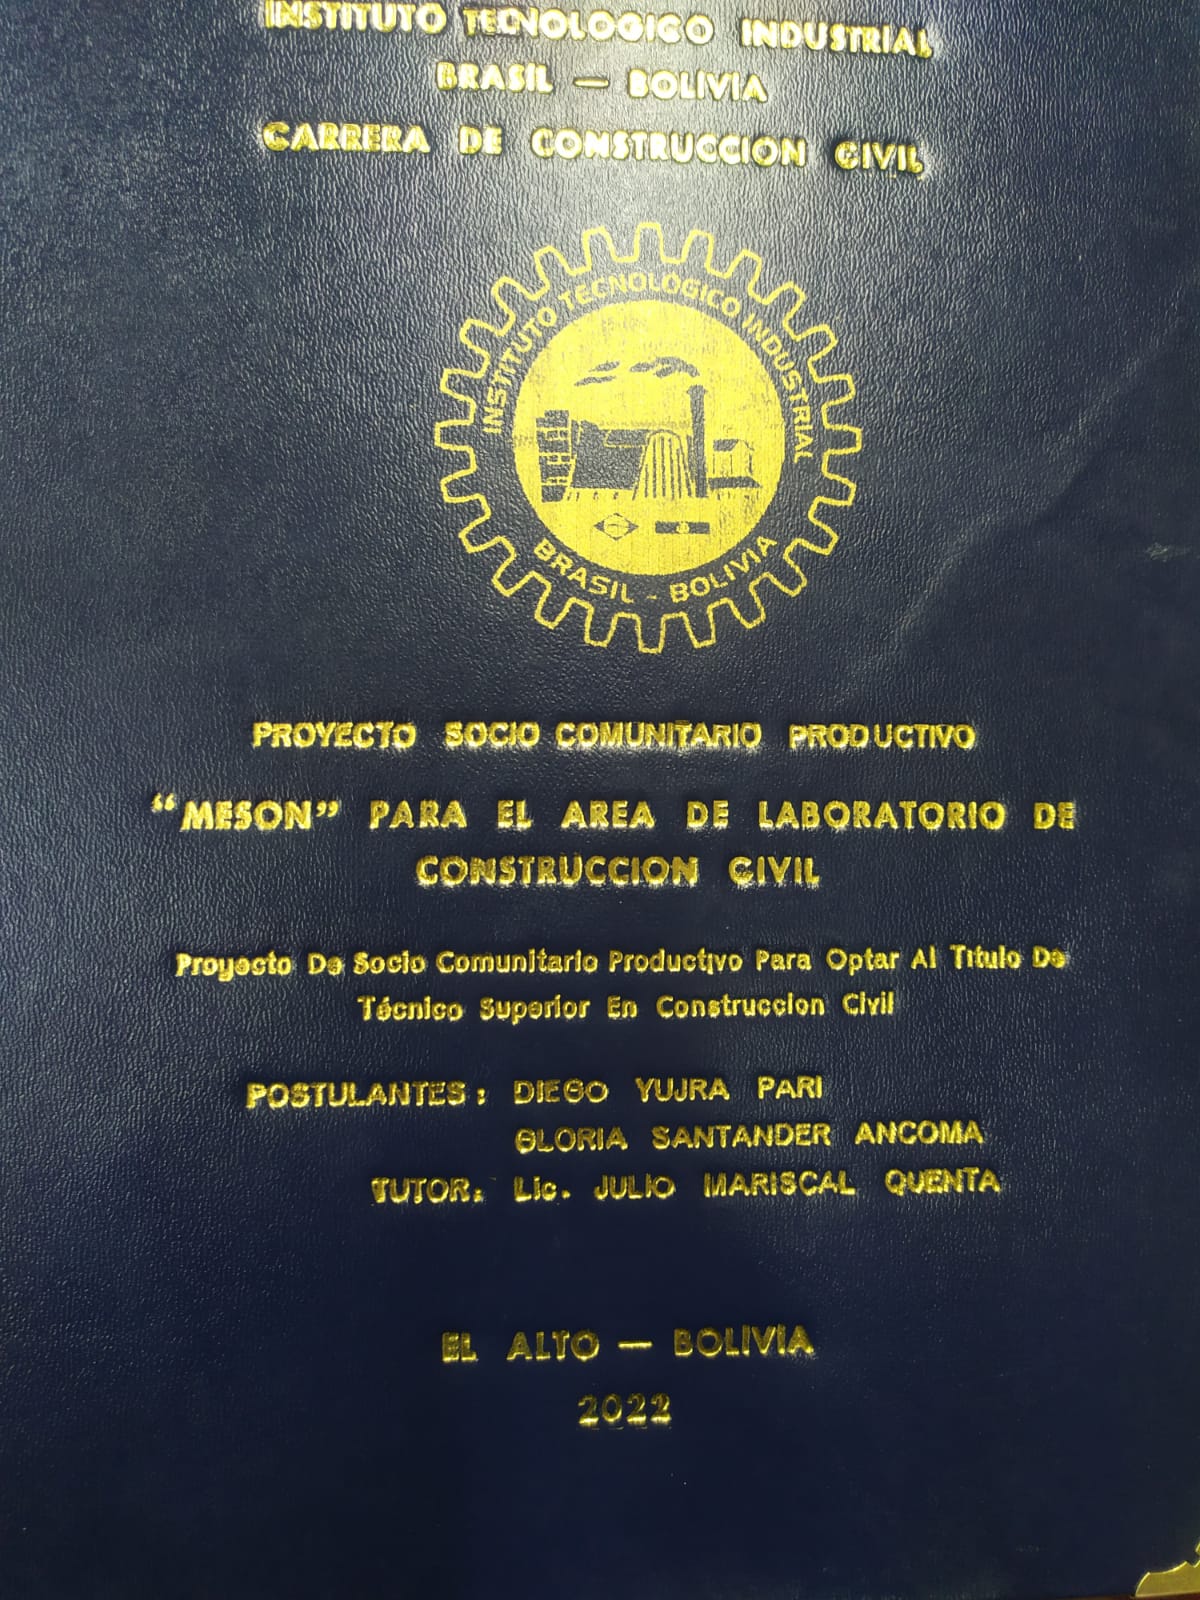 INSTITUTO TECNOLOGICO INDUSTRIAL
BRASIL — BOLIVIA
CARRERA DE CONSTRUCCION CIVIL
INSTITUTO TECNOLOGICO INDUSTRIAL
BRASIL - BOLIVIA
PROYECTO SOCIO COMUNITARIO PRODUCTIVO
“MESON” PARA EL AREA DE LABORATORIO DE
CONSTRUCCION CIVIL
Proyecto De Socio Comunitario Productivo Para Optar Al Titulo De
Técnico Superior En Construccion Civil
POSTULANTES : DIEGO YUJRA PARI
GLORIA SANTANDER ANCOMA
TUTOR: Lic. JULIO MARISCAL QUENTA
EL ALTO — BOLIVIA
2022